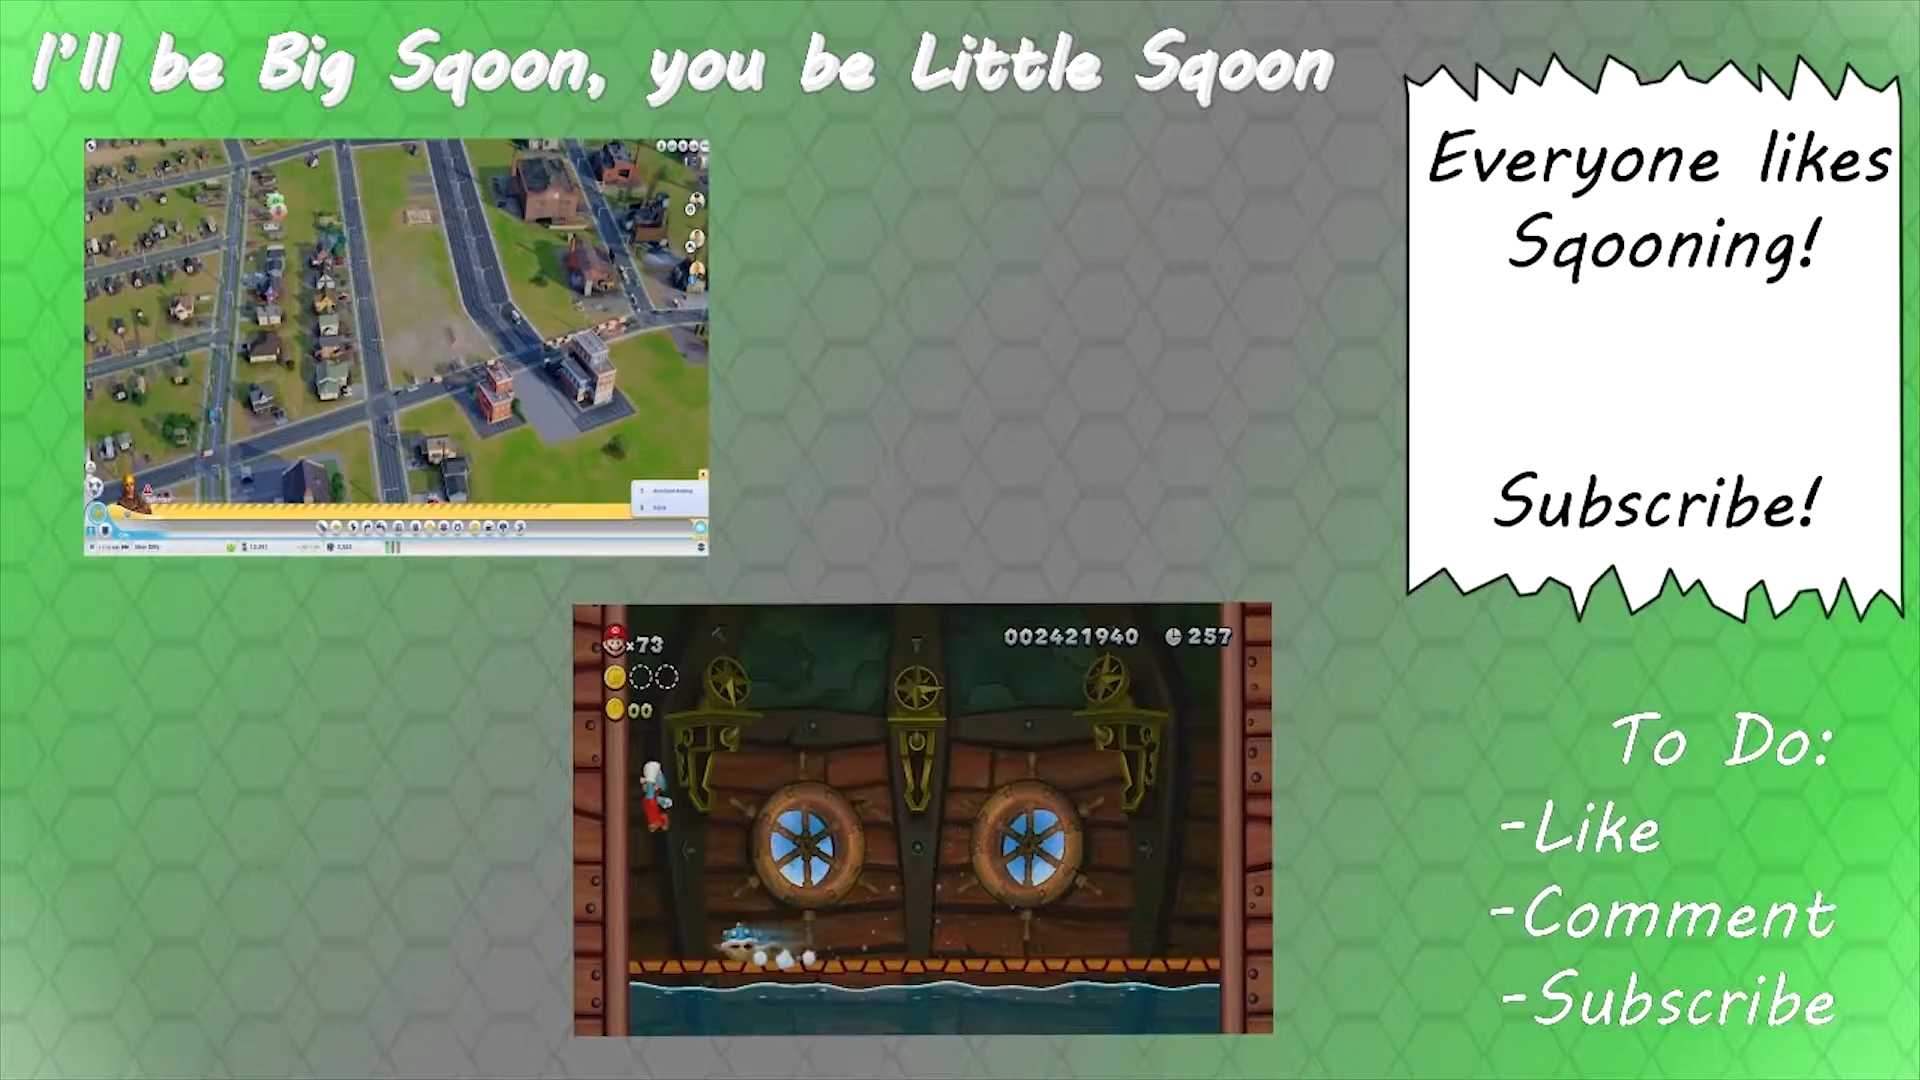 I'll be Big Sqoon, you be Little Sqoon
Everyone likes
Sqooning!
Subscribe!
×73
002421940 257
00
To Do:
-Like
-Comment
-Subscribe